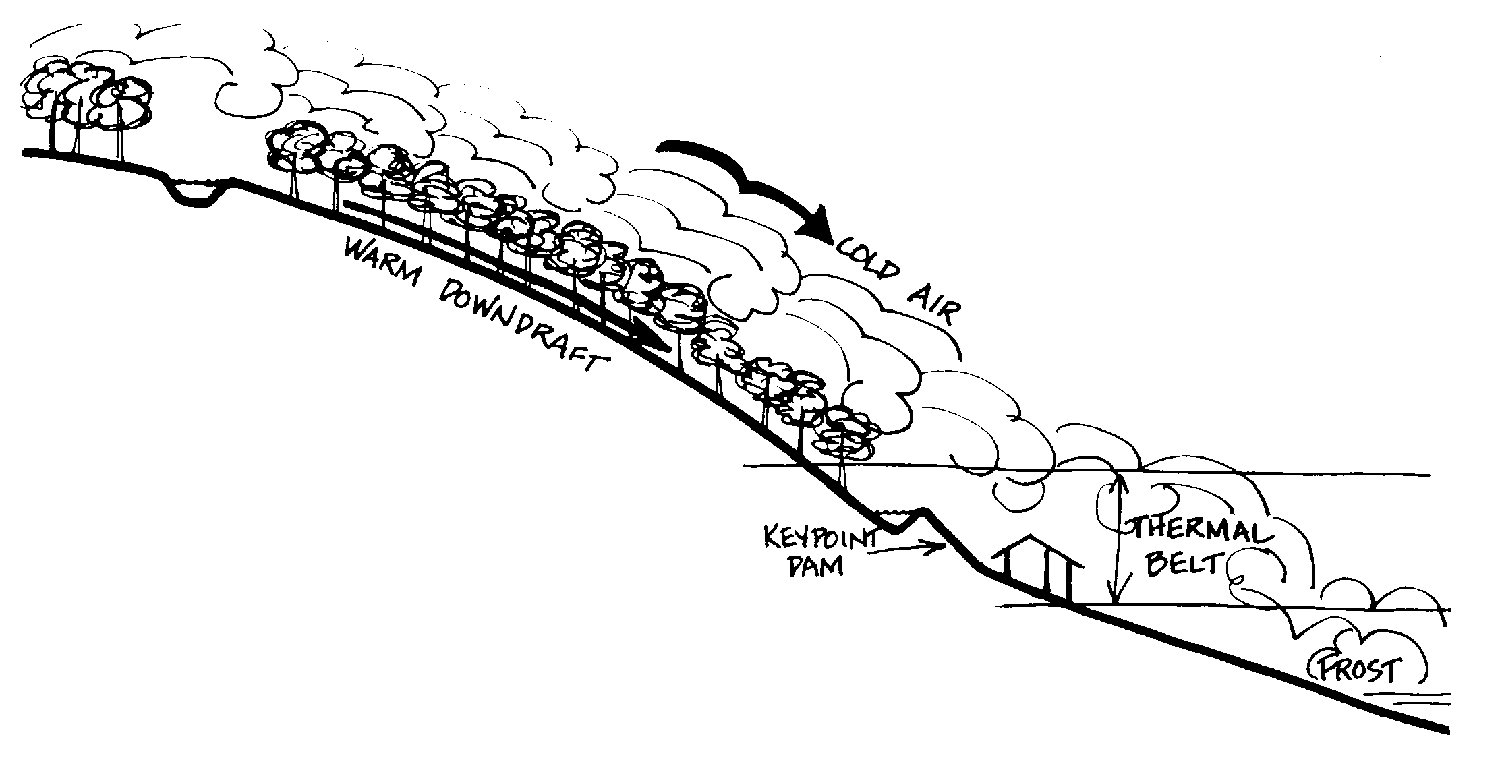 COLD AIR
WARM DOWNDRAFT
KEYPOINT
DAM
THERMAL
BELT
FROST